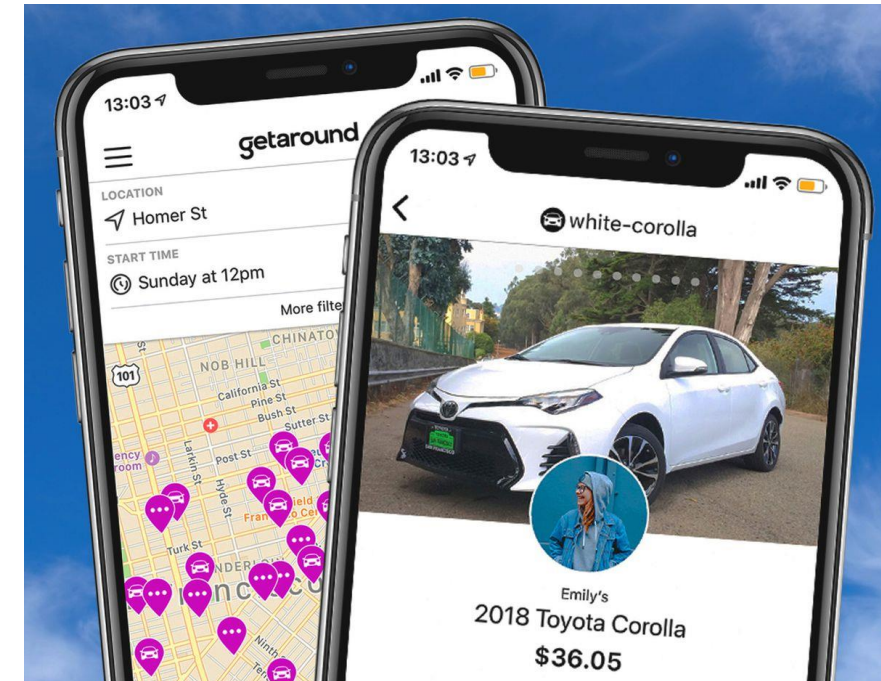 13:03
getaround
LOCATION
Homer St
START TIME
Sunday at 12pm
More filte
CHINATO
NOB HILL
101
California St
Pine St
Bush St
Sutter St
Post St
Larkin St
Hyde St
Turk St
Ninth
13:03
white-corolla
Emily's
2018 Toyota Corolla
$36.05